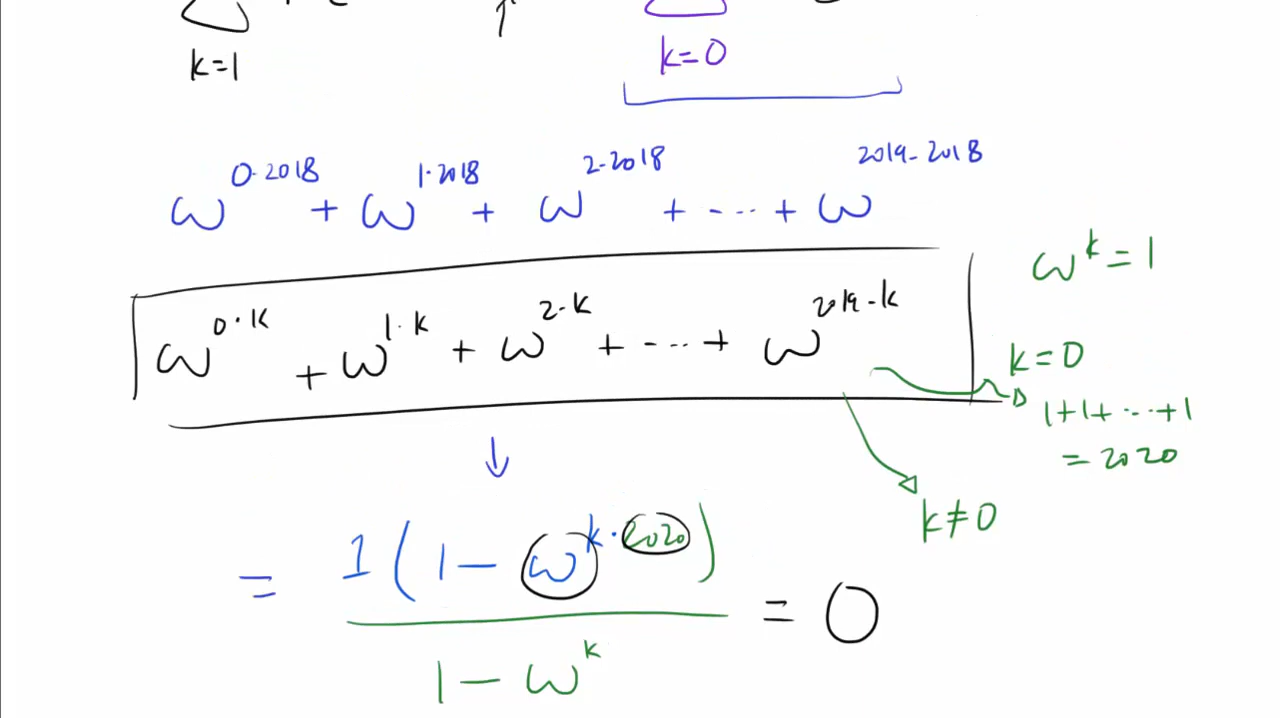 k=1
k=0
ω^{0·2018} + ω^{1·2018} + ω^{2·2018} + ---- + ω^{2019·2018}
ω^k = 1
ω^{0·k} + ω^{1·k} + ω^{2·k} + ---- + ω^{2019·k}
k=0
1+1+---+1
= 2020
k≠0
= 1(1-ω^{k·2020}) / (1-ω^k) = 0